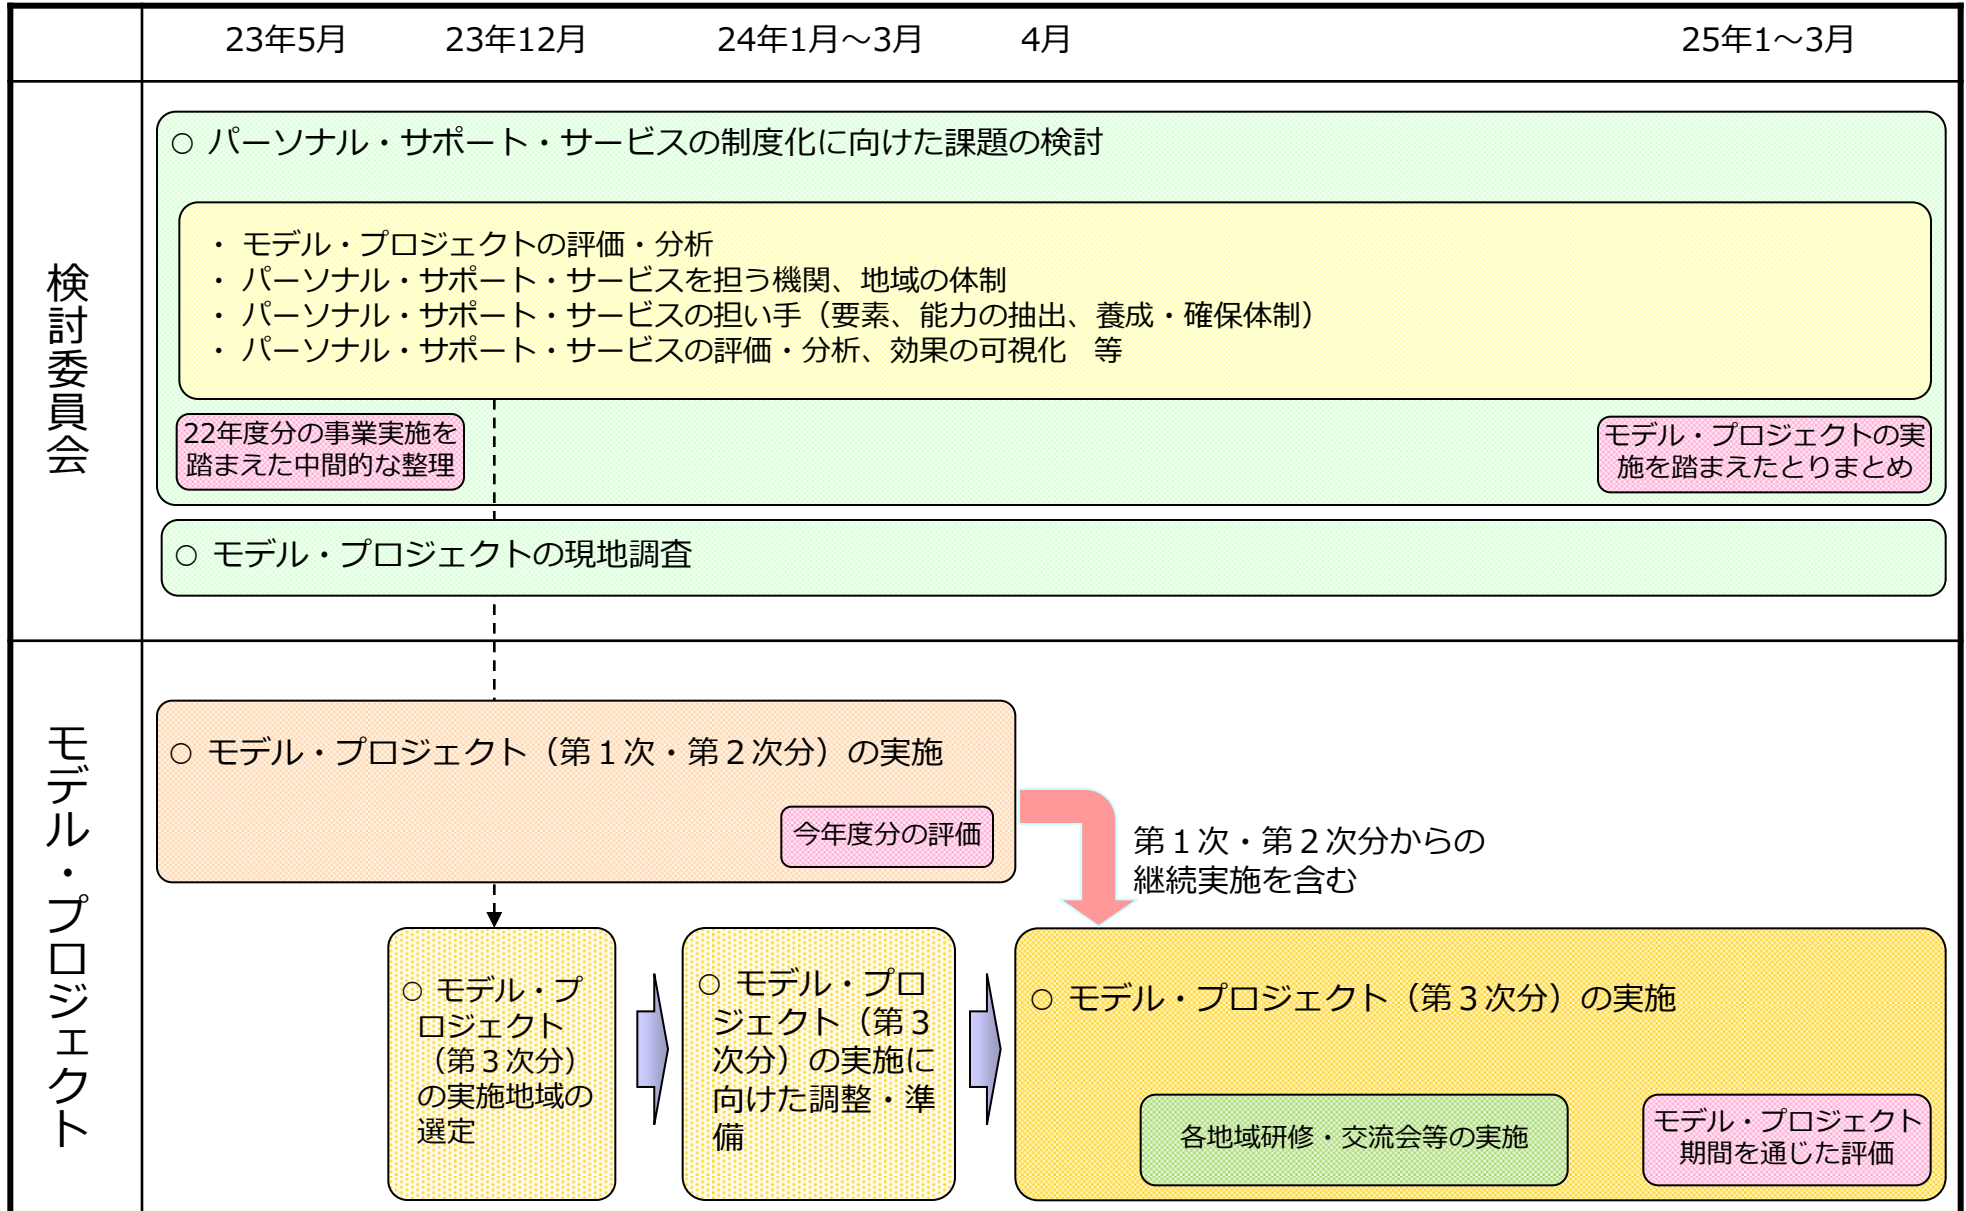 23年5月 23年12月 24年1月～3月 4月 25年1～3月
検討委員会
○ パーソナル・サポート・サービスの制度化に向けた課題の検討
・ モデル・プロジェクトの評価・分析
・ パーソナル・サポート・サービスを担う機関、地域の体制
・ パーソナル・サポート・サービスの担い手（要素、能力の抽出、養成・確保体制）
・ パーソナル・サポート・サービスの評価・分析、効果の可視化　等
22年度分の事業実施を
踏まえた中間的な整理
モデル・プロジェクトの実
施を踏まえたとりまとめ
○ モデル・プロジェクトの現地調査
モデル・プロジェクト
○ モデル・プロジェクト（第１次・第２次分）の実施
今年度分の評価
第１次・第２次分からの
継続実施を含む
○ モデル・プ
ロジェクト
（第３次分）
の実施地域の
選定
○ モデル・プロ
ジェクト（第３
次分）の実施に
向けた調整・準
備
○ モデル・プロジェクト（第３次分）の実施
各地域研修・交流会等の実施
モデル・プロジェクト
期間を通じた評価